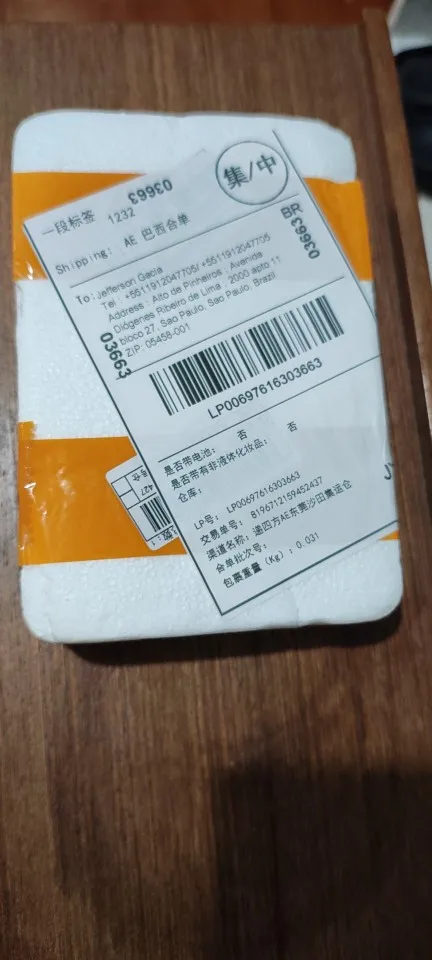 集/中
03663
一段标签 1232
BR
03663
Shipping: AE 巴西合单
To: Jefferson Gacia
Tel : +5511912047705/ +5511912047705
Address : Alto de Pinheiros , Avenida
Diógenes Ribeiro de Lima , 2000 apto 11
bloco 27, Sao Paulo, Sao Paulo, Brazil
ZIP: 05458-001
03663
LP00697616303663
是否带电池: 否
是否带有非液体化妆品: 否
仓库:
LP号: LP00697616303663
交易单号: 8196712159452437
渠道名称: 递四方AE东莞沙田集运仓
合单批次号:
包裹重量(Kg): 0.031
427